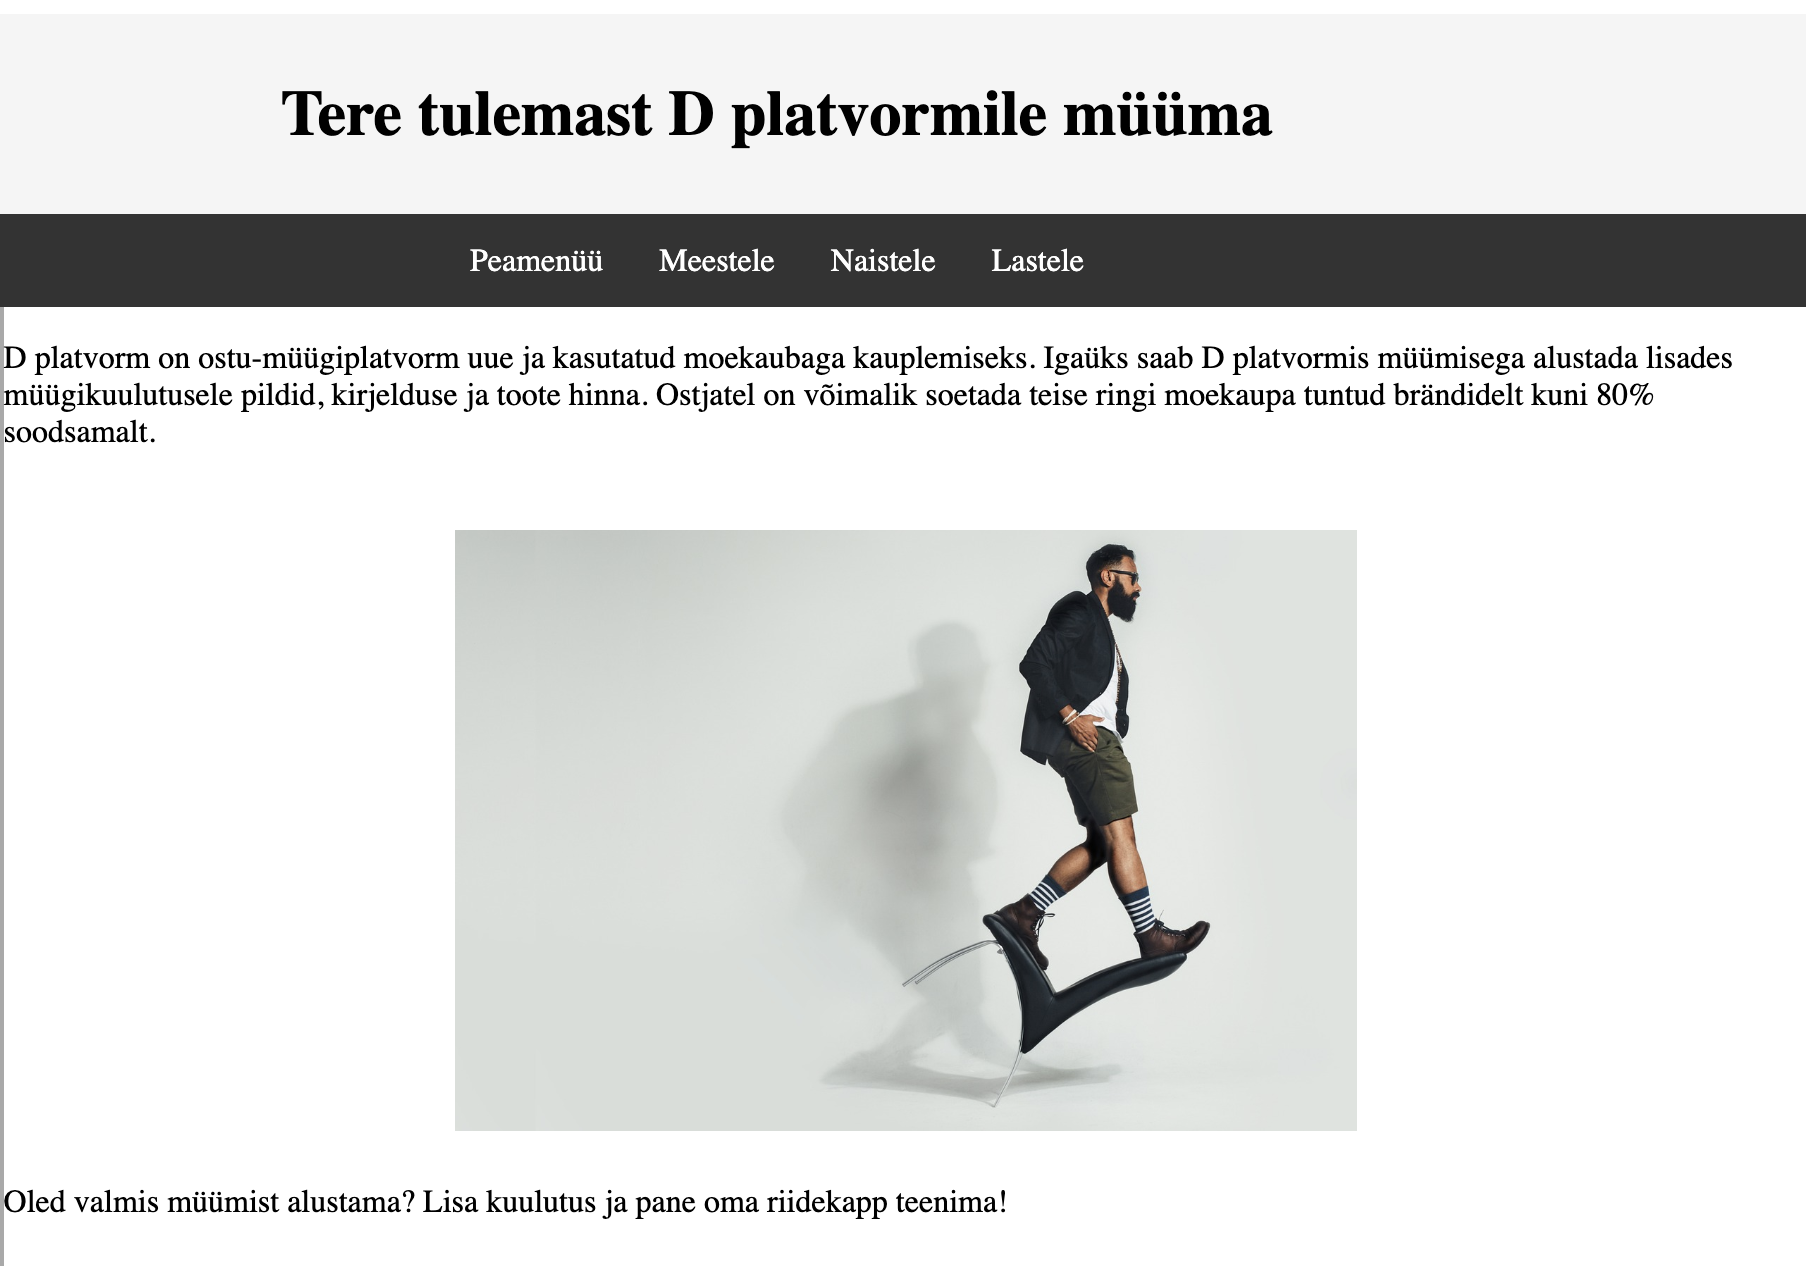 Tere tulemast D platvormile müüma
Peamenüü Meestele Naistele Lastele
D platvorm on ostu-müügiplatvorm uue ja kasutatud moekaubaga kauplemiseks. Igaüks saab D platvormis müümisega alustada lisades
müügikuulutusele pildid, kirjelduse ja toote hinna. Ostjatel on võimalik soetada teise ringi moekaupa tuntud brändidelt kuni 80%
soodsamalt.
Oled valmis müümist alustama? Lisa kuulutus ja pane oma riidekapp teenima!